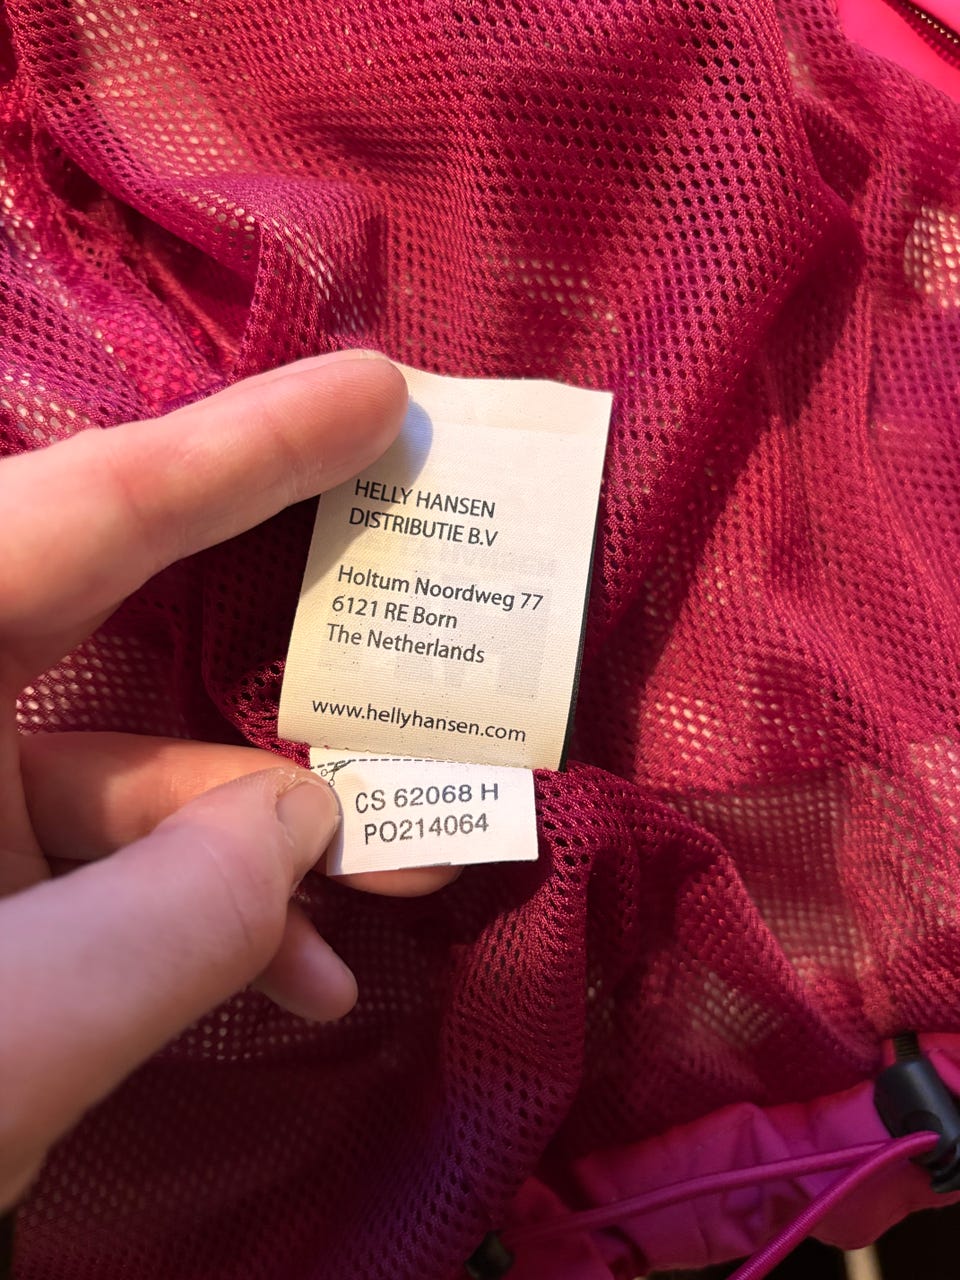 HELLY HANSEN
DISTRIBUTIE B.V
Holtum Noordweg 77
6121 RE Born
The Netherlands
www.hellyhansen.com
CS 62068 H
PO214064